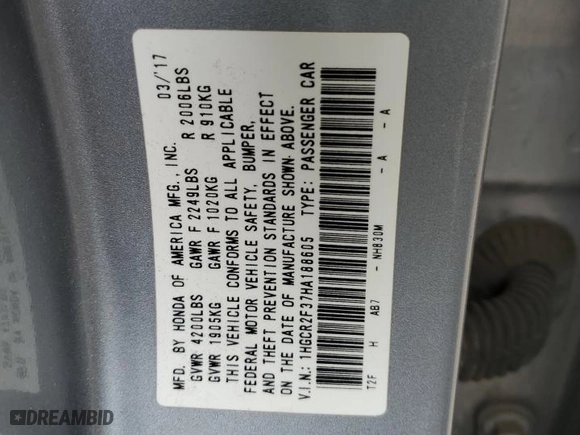 MFD. BY HONDA OF AMERICA MFG., INC. 03/'17
GVWR 4200LBS GAWR F 2249LBS R 2006LBS
GVWR 1905KG GAWR F 1020KG R 910KG
THIS VEHICLE CONFORMS TO ALL APPLICABLE
FEDERAL MOTOR VEHICLE SAFETY, BUMPER,
AND THEFT PREVENTION STANDARDS IN EFFECT
ON THE DATE OF MANUFACTURE SHOWN ABOVE.
V.I.N.: 1HGCR2F37HA188605 TYPE: PASSENGER CAR
T2F H AB7 - NH830M - A - A
DREAMBID